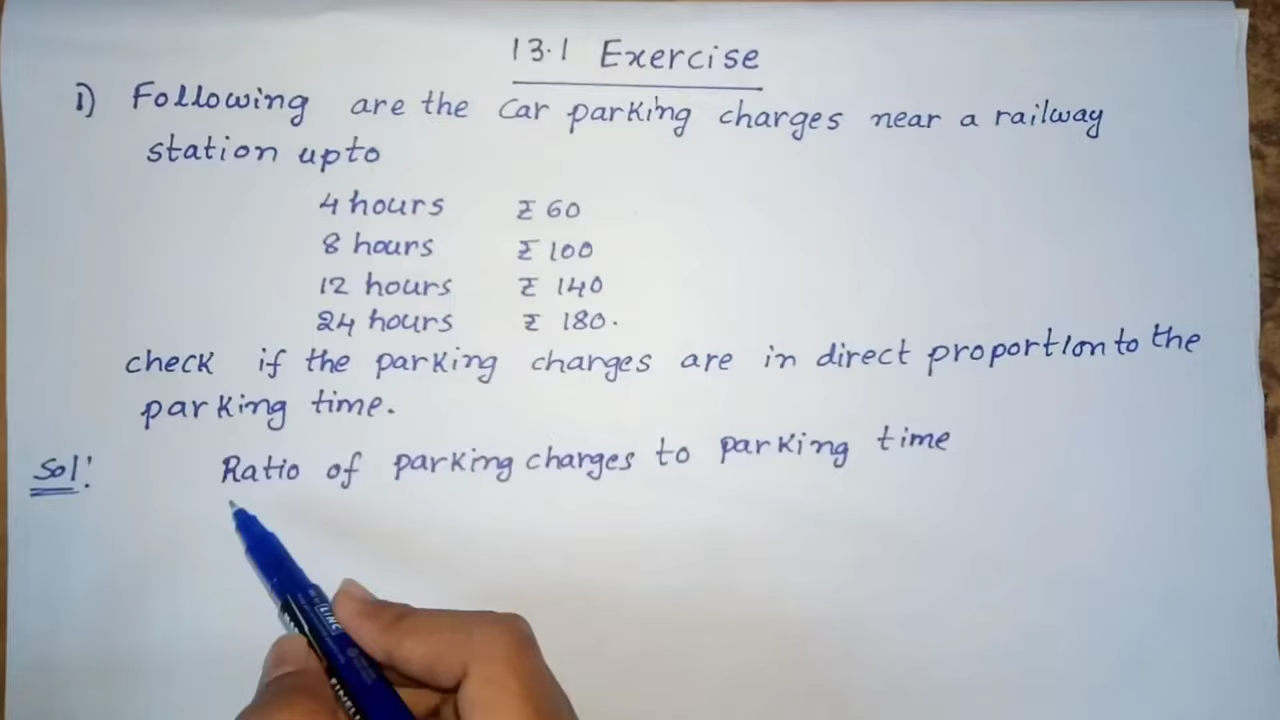 13.1 Exercise
1) Following are the car parking charges near a railway
station upto
4 hours ₹ 60
8 hours ₹ 100
12 hours ₹ 140
24 hours ₹ 180.
check if the parking charges are in direct proportion to the
parking time.
Sol: Ratio of parking charges to parking time
LINC